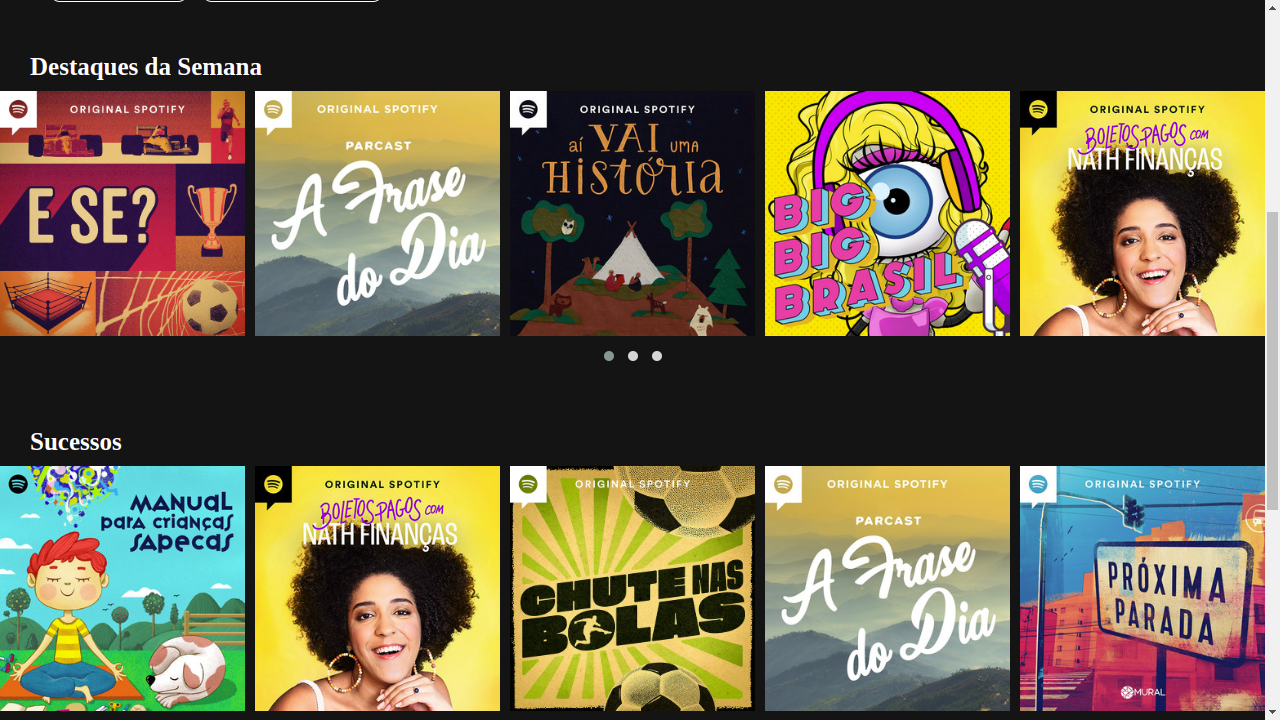 Destaques da Semana
ORIGINAL SPOTIFY
E SE?
ORIGINAL SPOTIFY
PARCAST
A Frase
do Dia
ORIGINAL SPOTIFY
aí VAI UMA
HISTÓRIA
BIG
BIG
BRASIL
ORIGINAL SPOTIFY
BOLETOS PAGOS COM
NATH FINANÇAS
Sucessos
MANUAL
para crianças
sapecas
ORIGINAL SPOTIFY
BOLETOS PAGOS COM
NATH FINANÇAS
ORIGINAL SPOTIFY
CHUTE NAS
BOLAS
ORIGINAL SPOTIFY
PARCAST
A Frase
do Dia
ORIGINAL SPOTIFY
PRÓXIMA
PARADA
MURAL